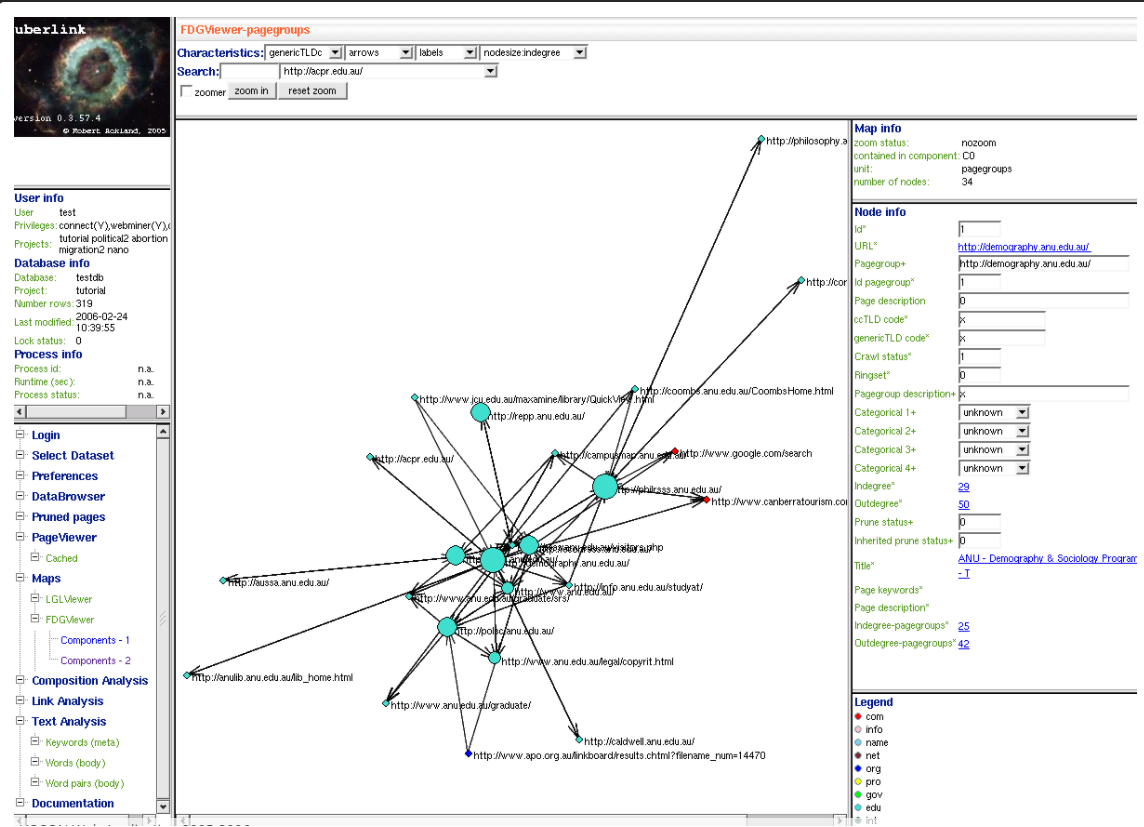 uberlink
version 0.3.57.4
© Robert Ackland, 2005
User info
User test
Privileges: connect(Y),webminer(Y),
Projects: tutorial political2 abortion
migration2 nano
Database info
Database: testdb
Project: tutorial
Number rows: 319
Last modified: 2006-02-24
10:39:55
Lock status: 0
Process info
Process id: n.a.
Runtime (sec): n.a.
Process status: n.a.
Login
Select Dataset
Preferences
DataBrowser
Pruned pages
PageViewer
Cached
Maps
LGLViewer
FDGViewer
Components - 1
Components - 2
Composition Analysis
Link Analysis
Text Analysis
Keywords (meta)
Words (body)
Word pairs (body)
Documentation
FDGViewer-pagegroups
Characteristics: genericTLDc arrows labels nodesize:indegree
Search: http://acpr.edu.au/
zoomer zoom in reset zoom
http://philosophy.a
http://cor
http://coombs.anu.edu.au/CoombsHome.html
http://www.jcu.edu.au/maxamine/library/QuickView.html
http://repp.anu.edu.au/
http://acpr.edu.au/
http://campusmap.anu.edu.au/
http://www.google.com/search
http://philrsss.anu.edu.au/
http://www.canberratourism.co
http://demography.anu.edu.au/
http://aussa.anu.edu.au/
http://info.anu.edu.au/studyat/
http://www.anu.edu.au/
http://www.anu.edu.au/graduate/srs/
http://polsc.anu.edu.au/
http://www.anu.edu.au/legal/copyrit.html
http://anulib.anu.edu.au/lib_home.html
http://www.anu.edu.au/graduate/
http://caldwell.anu.edu.au/
http://www.apo.org.au/linkboard/results.chtml?filename_num=14470
Map info
zoom status: nozoom
contained in component: C0
unit: pagegroups
number of nodes: 34
Node info
Id* 1
URL* http://demography.anu.edu.au/
Pagegroup+ http://demography.anu.edu.au/
Id pagegroup* 1
Page description 0
ccTLD code* x
genericTLD code* x
Crawl status* 1
Ringset* 0
Pagegroup description+ x
Categorical 1+ unknown
Categorical 2+ unknown
Categorical 3+ unknown
Categorical 4+ unknown
Indegree* 29
Outdegree* 50
Prune status+ 0
Inherited prune status+ 0
Title* ANU - Demography & Sociology Program
- T
Page keywords*
Page description*
Indegree-pagegroups* 25
Outdegree-pagegroups* 42
Legend
com
info
name
net
org
pro
gov
edu
int